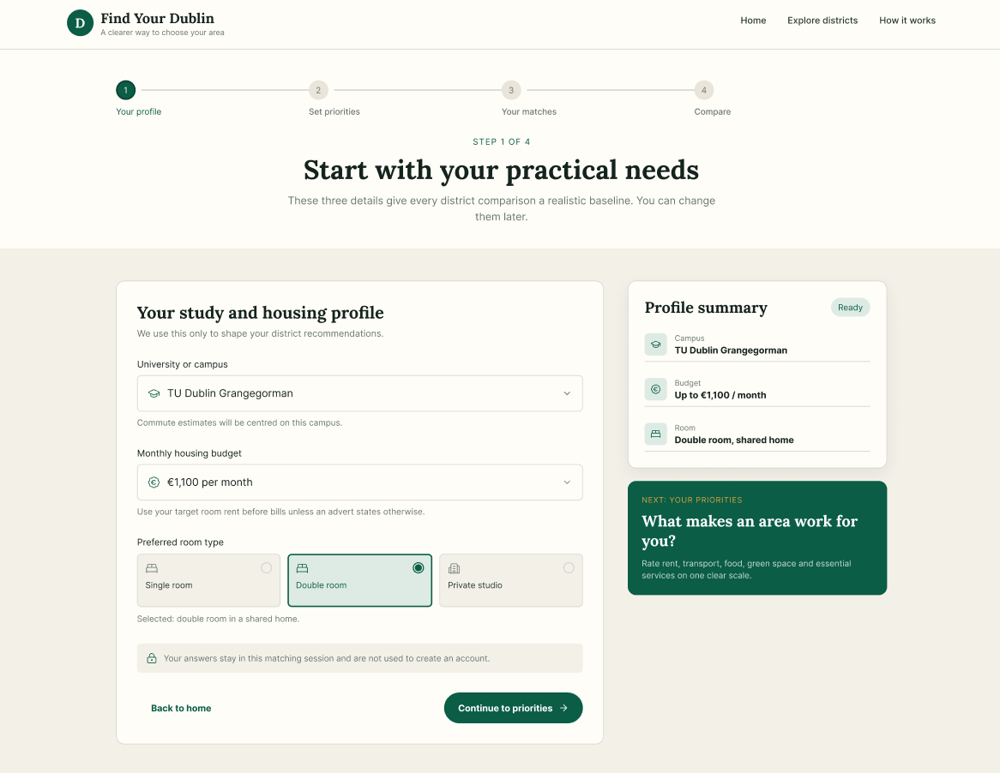 D
Find Your Dublin
A clearer way to choose your area
Home
Explore districts
How it works
1
2
3
4
Your profile
Set priorities
Your matches
Compare
STEP 1 OF 4
Start with your practical needs
These three details give every district comparison a realistic baseline. You can change
them later.
Your study and housing profile
We use this only to shape your district recommendations.
University or campus
TU Dublin Grangegorman
Commute estimates will be centred on this campus.
Monthly housing budget
€1,100 per month
Use your target room rent before bills unless an advert states otherwise.
Preferred room type
Single room
Double room
Private studio
Selected: double room in a shared home.
Your answers stay in this matching session and are not used to create an account.
Back to home
Continue to priorities
Profile summary
Ready
Campus
TU Dublin Grangegorman
Budget
Up to €1,100 / month
Room
Double room, shared home
NEXT: YOUR PRIORITIES
What makes an area work for
you?
Rate rent, transport, food, green space and essential
services on one clear scale.